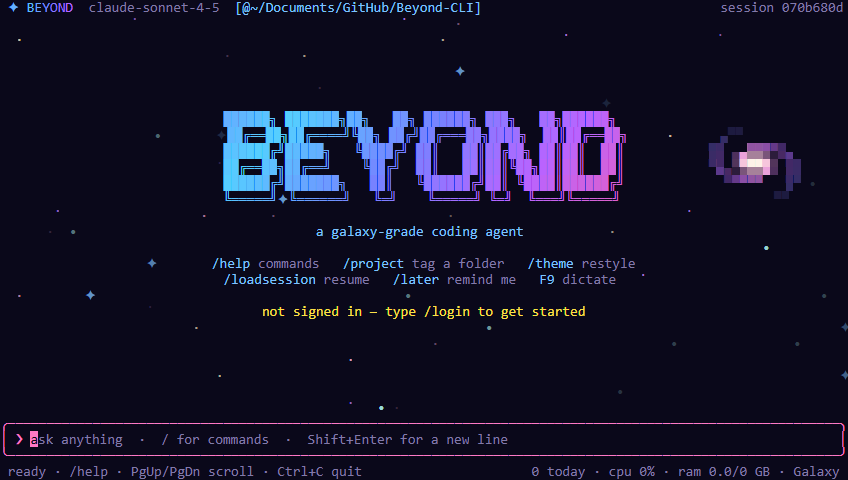 ✦ BEYOND claude-sonnet-4-5 [@~/Documents/GitHub/Beyond-CLI] session 070b680d
BEYOND
a galaxy-grade coding agent
/help commands /project tag a folder /theme restyle
/loadsession resume /later remind me F9 dictate
not signed in — type /login to get started
❯ ask anything · / for commands · Shift+Enter for a new line
ready · /help · PgUp/PgDn scroll · Ctrl+C quit 0 today · cpu 0% · ram 0.0/0 GB · Galaxy